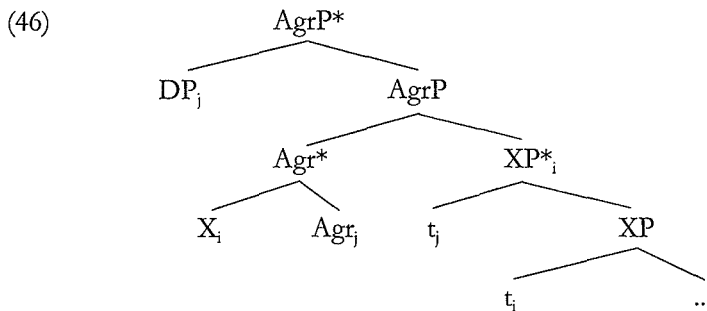 (46) AgrP*
DPj AgrP
Agr* XP*i
Xi Agrj tj XP
ti ..